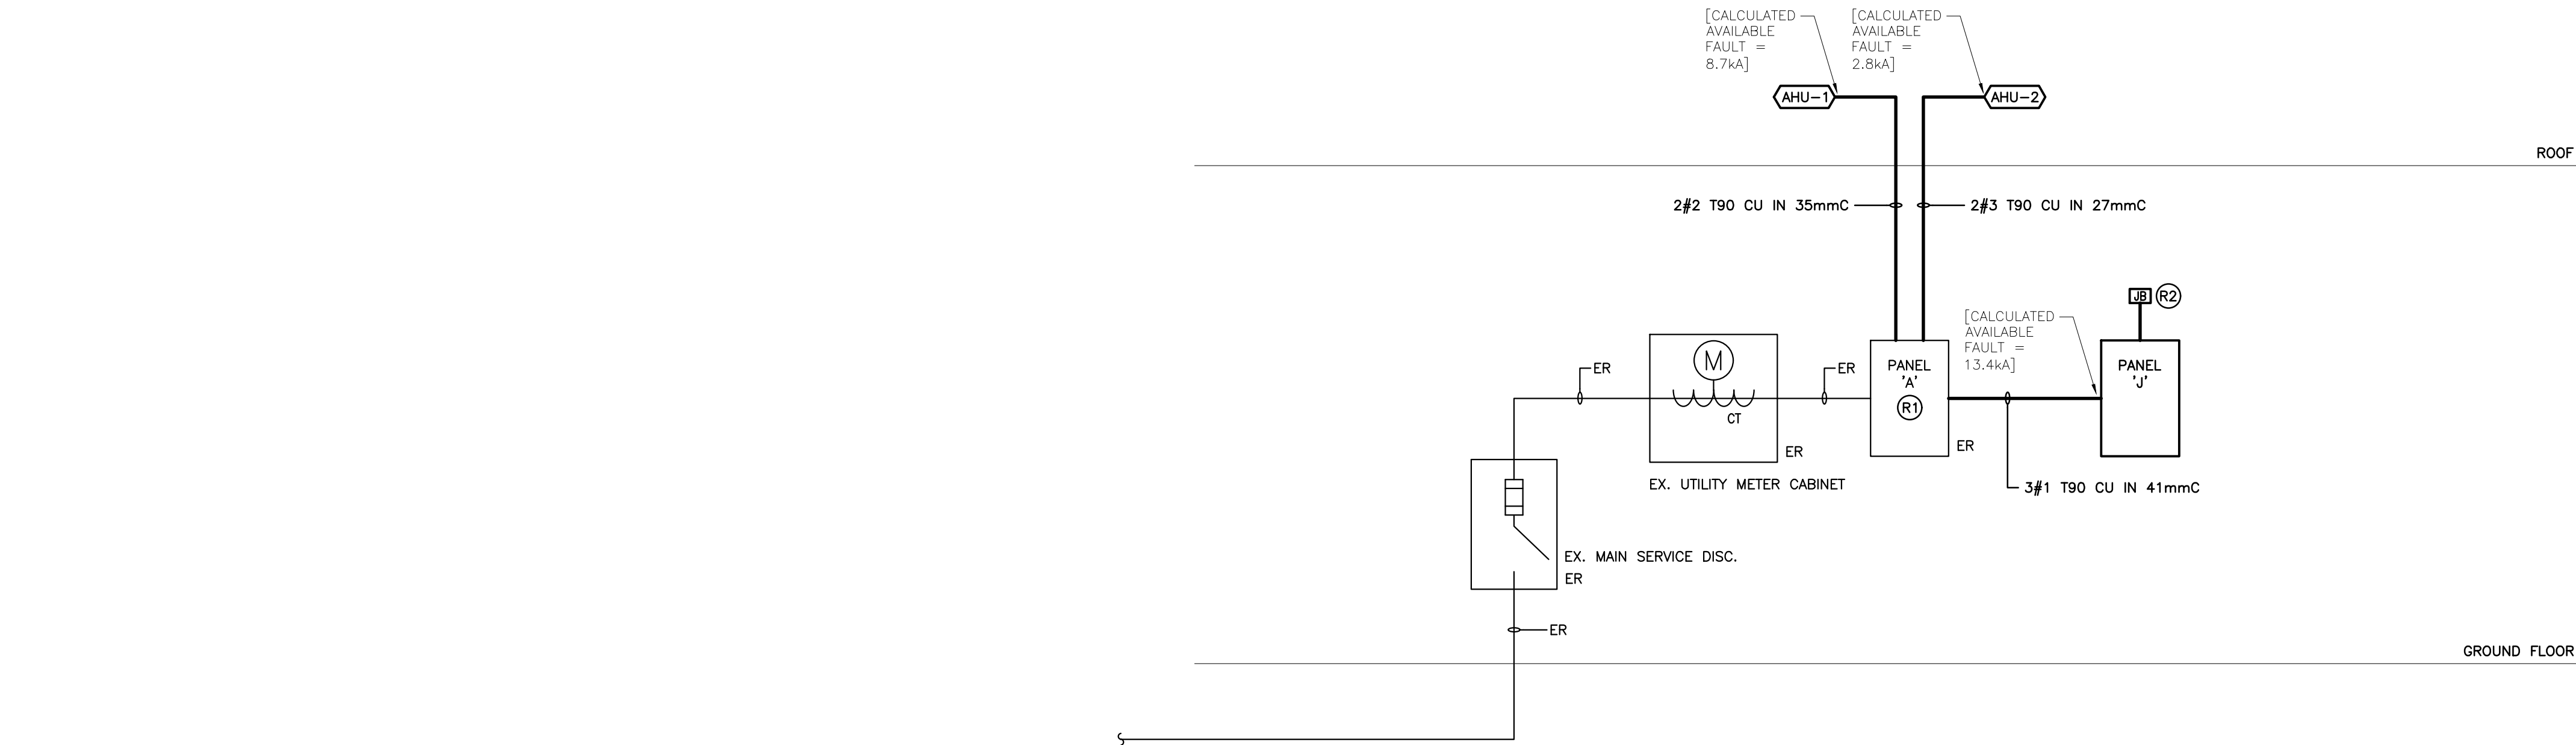 [CALCULATED
AVAILABLE
FAULT =
8.7kA]
[CALCULATED
AVAILABLE
FAULT =
2.8kA]
AHU-1
AHU-2
ROOF
2#2 T90 CU IN 35mmC
2#3 T90 CU IN 27mmC
JB
R2
[CALCULATED
AVAILABLE
FAULT =
13.4kA]
ER
M
CT
ER
EX. UTILITY METER CABINET
ER
PANEL
'A'
R1
ER
PANEL
'J'
3#1 T90 CU IN 41mmC
EX. MAIN SERVICE DISC.
ER
ER
GROUND FLOOR